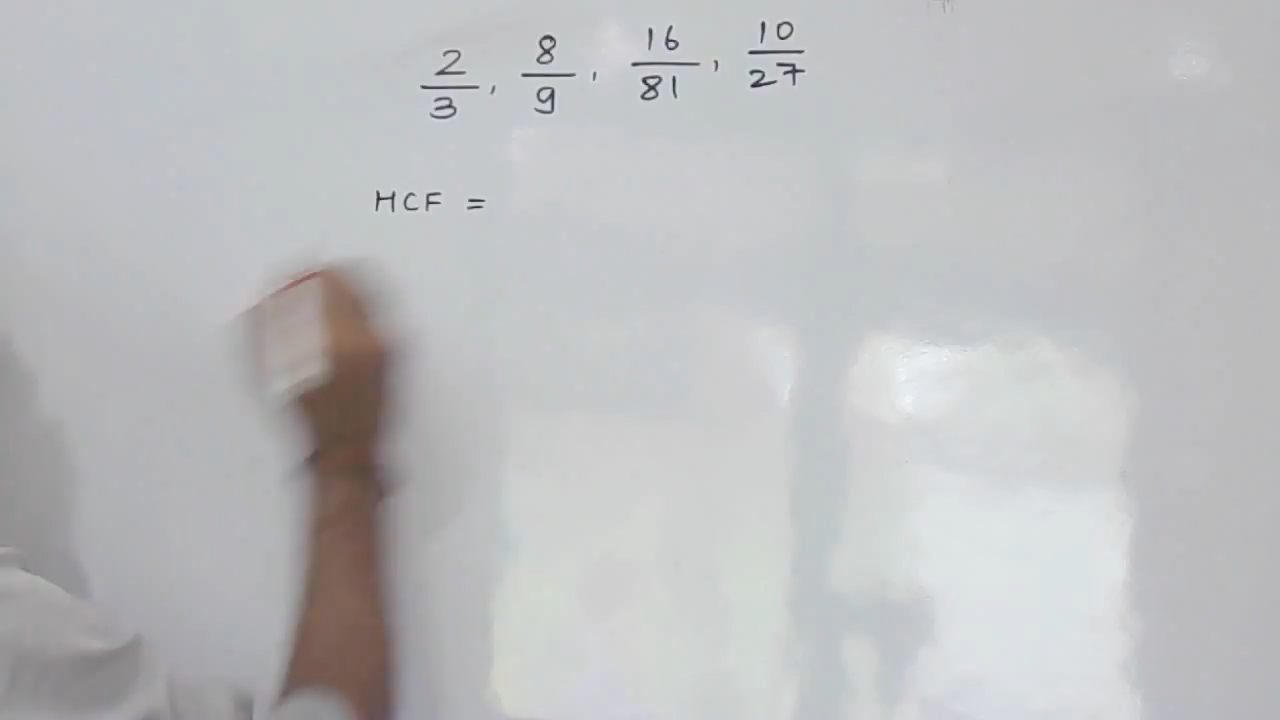 2/3, 8/9, 16/81, 10/27
HCF =